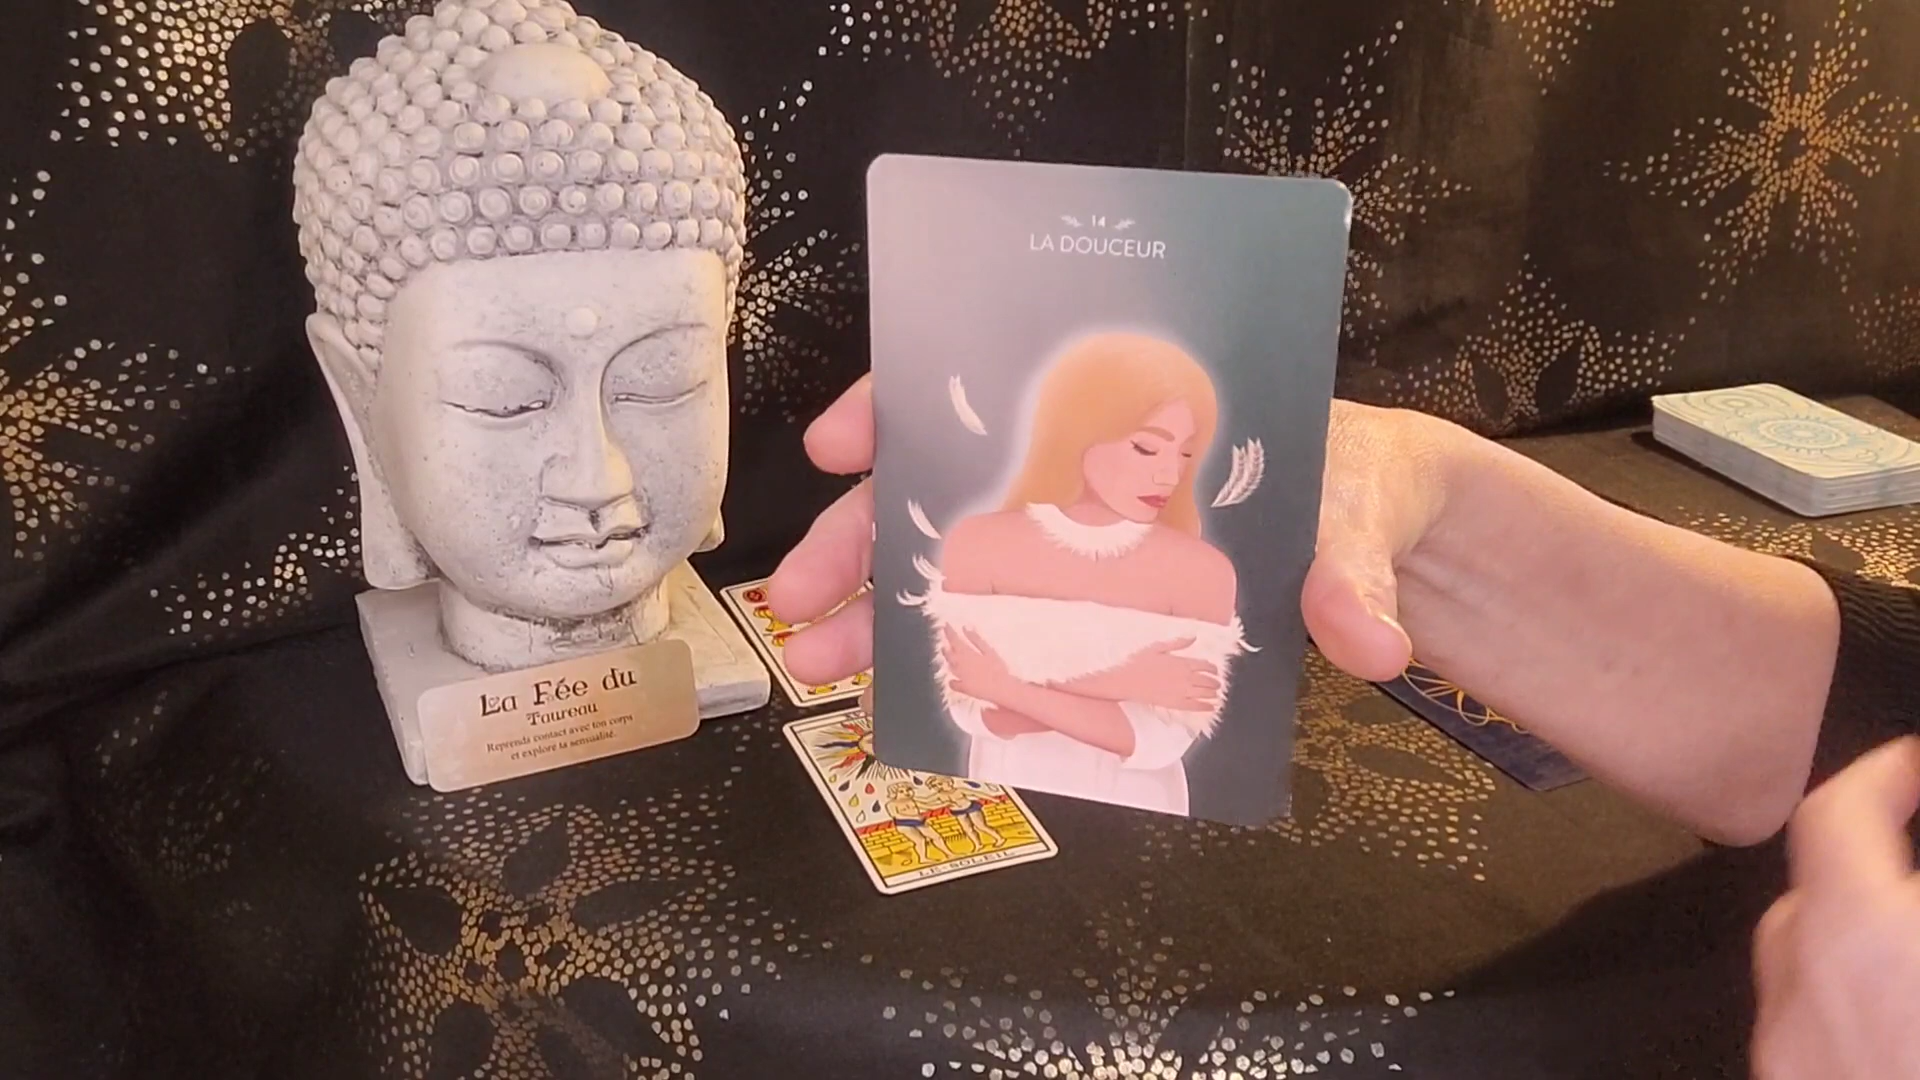 14
LA DOUCEUR
La Fée du
Taureau
Reprends contact avec ton corps
et explore ta sensualité.
LE·SOLEIL